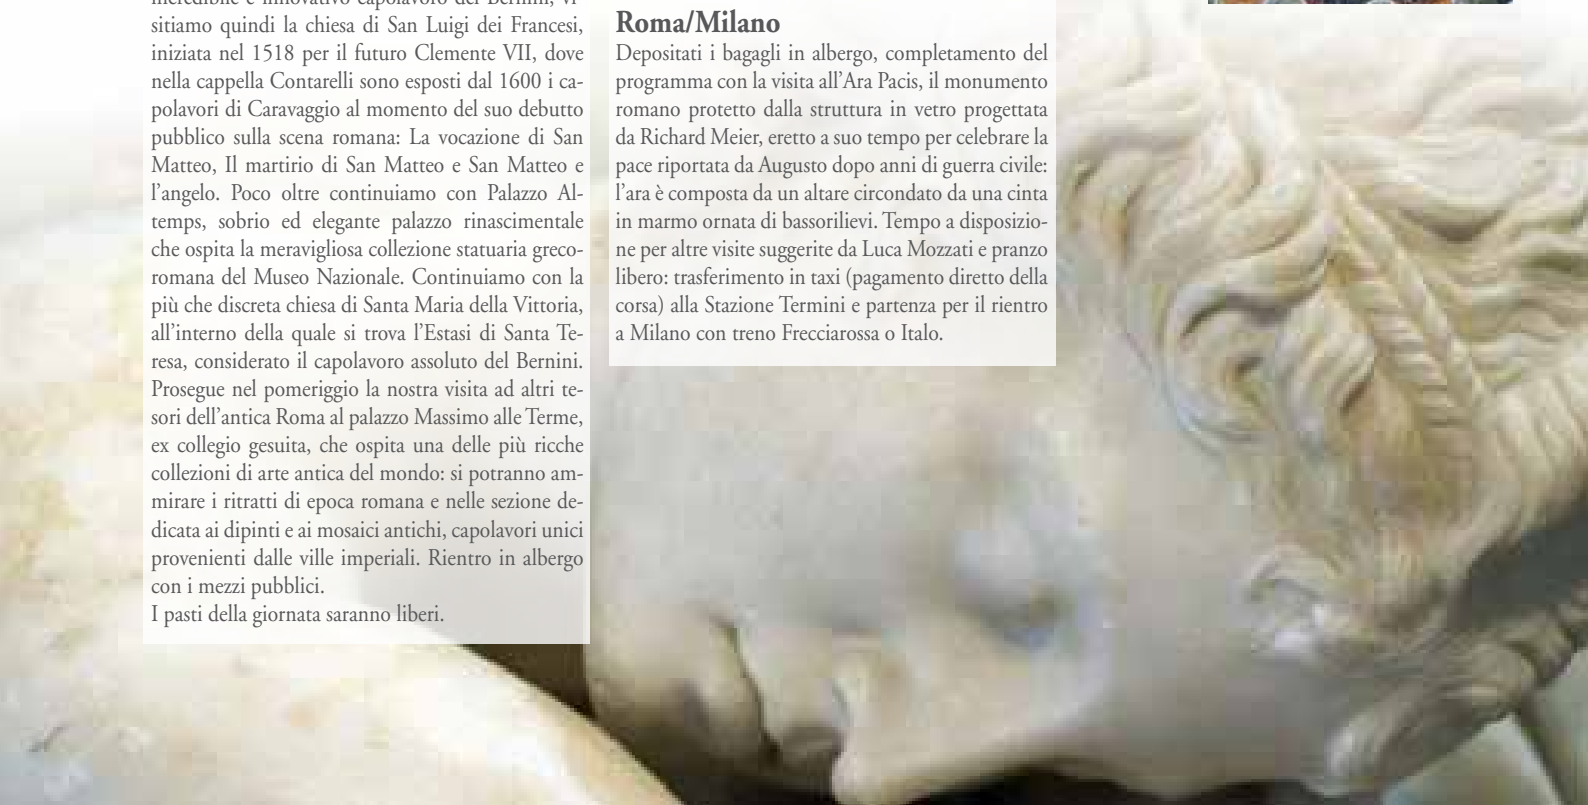 incredibile e innovativo capolavoro del Bernini, vi-
sitiamo quindi la chiesa di San Luigi dei Francesi,
iniziata nel 1518 per il futuro Clemente VII, dove
nella cappella Contarelli sono esposti dal 1600 i ca-
polavori di Caravaggio al momento del suo debutto
pubblico sulla scena romana: La vocazione di San
Matteo, Il martirio di San Matteo e San Matteo e
l’angelo. Poco oltre continuiamo con Palazzo Al-
temps, sobrio ed elegante palazzo rinascimentale
che ospita la meravigliosa collezione statuaria greco-
romana del Museo Nazionale. Continuiamo con la
più che discreta chiesa di Santa Maria della Vittoria,
all’interno della quale si trova l’Estasi di Santa Te-
resa, considerato il capolavoro assoluto del Bernini.
Prosegue nel pomeriggio la nostra visita ad altri te-
sori dell’antica Roma al palazzo Massimo alle Terme,
ex collegio gesuita, che ospita una delle più ricche
collezioni di arte antica del mondo: si potranno am-
mirare i ritratti di epoca romana e nelle sezione de-
dicata ai dipinti e ai mosaici antichi, capolavori unici
provenienti dalle ville imperiali. Rientro in albergo
con i mezzi pubblici.
I pasti della giornata saranno liberi.
Roma/Milano
Depositati i bagagli in albergo, completamento del
programma con la visita all’Ara Pacis, il monumento
romano protetto dalla struttura in vetro progettata
da Richard Meier, eretto a suo tempo per celebrare la
pace riportata da Augusto dopo anni di guerra civile:
l’ara è composta da un altare circondato da una cinta
in marmo ornata di bassorilievi. Tempo a disposizio-
ne per altre visite suggerite da Luca Mozzati e pranzo
libero: trasferimento in taxi (pagamento diretto della
corsa) alla Stazione Termini e partenza per il rientro
a Milano con treno Frecciarossa o Italo.